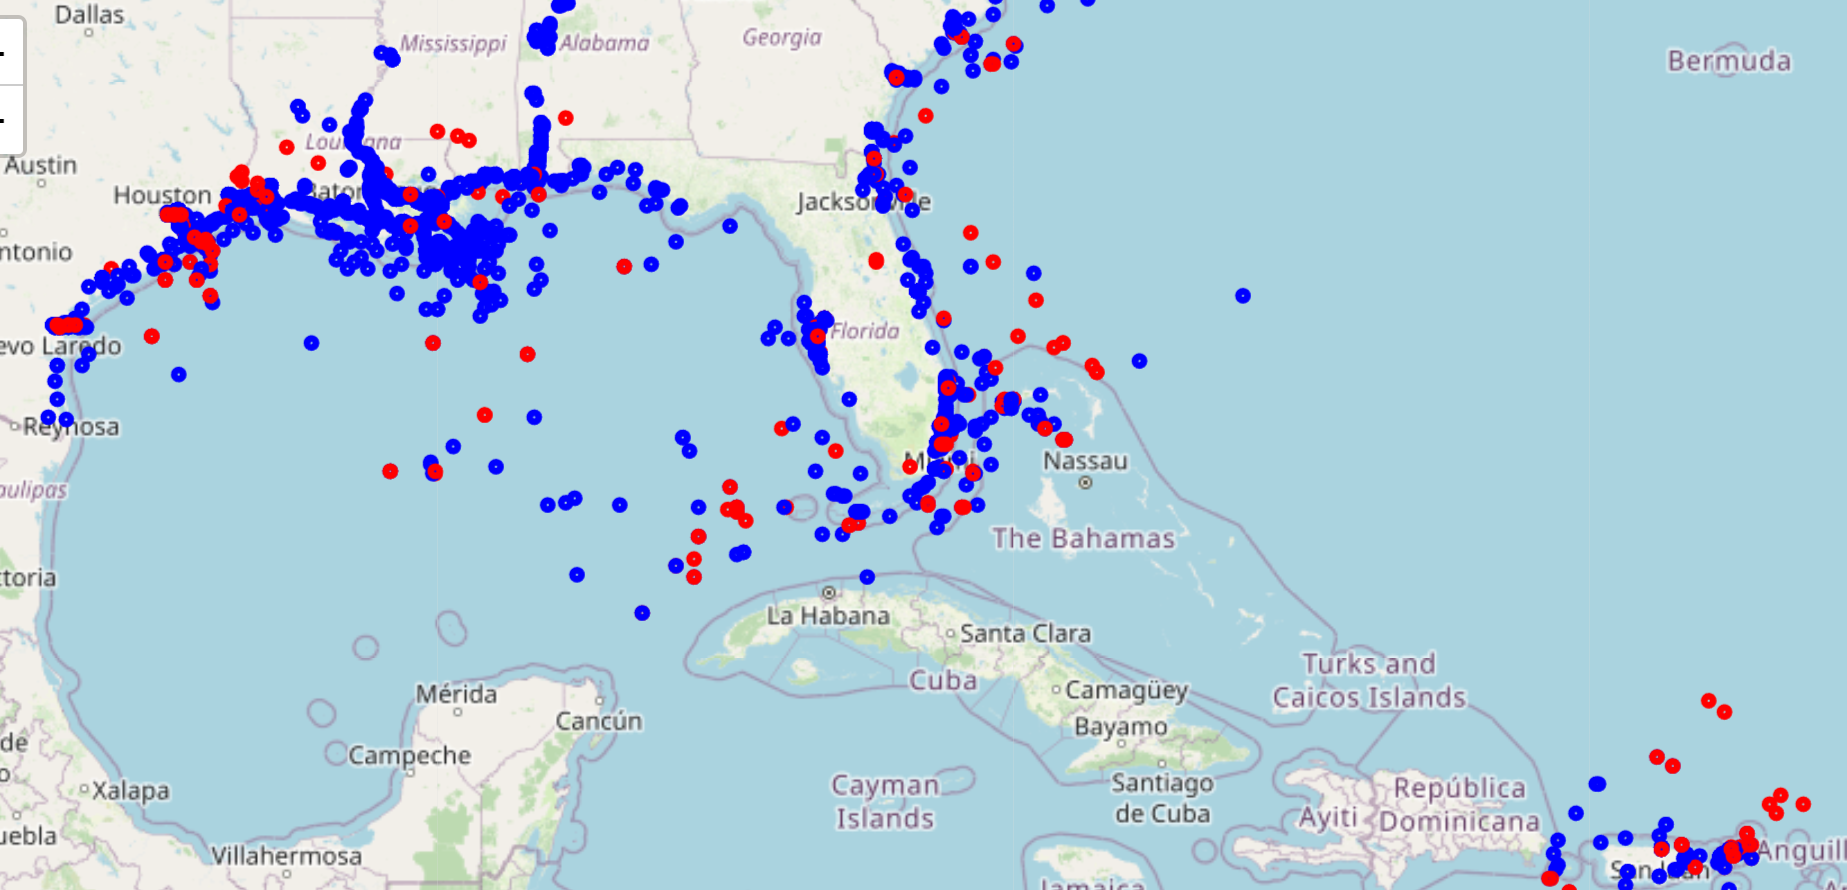 Dallas
Mississippi
Alabama
Georgia
Bermuda
Louisiana
Austin
Houston
Baton
Jacksonville
ntonio
Florida
evo Laredo
Reynosa
Miami
Nassau
aulipas
The Bahamas
ctoria
La Habana
Santa Clara
Turks and
Caicos Islands
Cuba
Mérida
Camagüey
Cancún
Bayamo
de
Campeche
o
Xalapa
Cayman
Islands
Santiago
de Cuba
República
Dominicana
Ayiti
uebla
Villahermosa
San Juan
Anguill
Jamaica